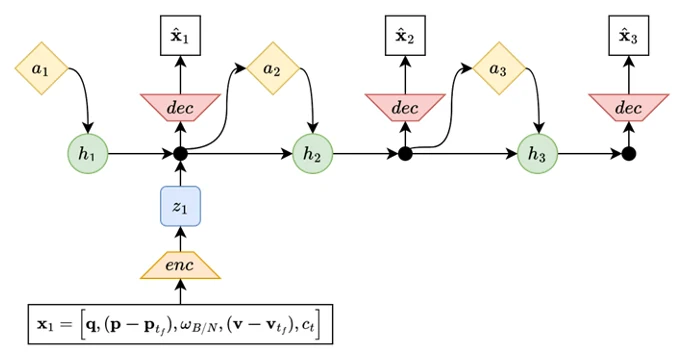 x̂₁ x̂₂ x̂₃
a₁ a₂ a₃
dec dec dec
h₁ h₂ h₃
z₁
enc
x₁ = [q, (p − p_{t_f}), ω_{B/N}, (v − v_{t_f}), c_t]